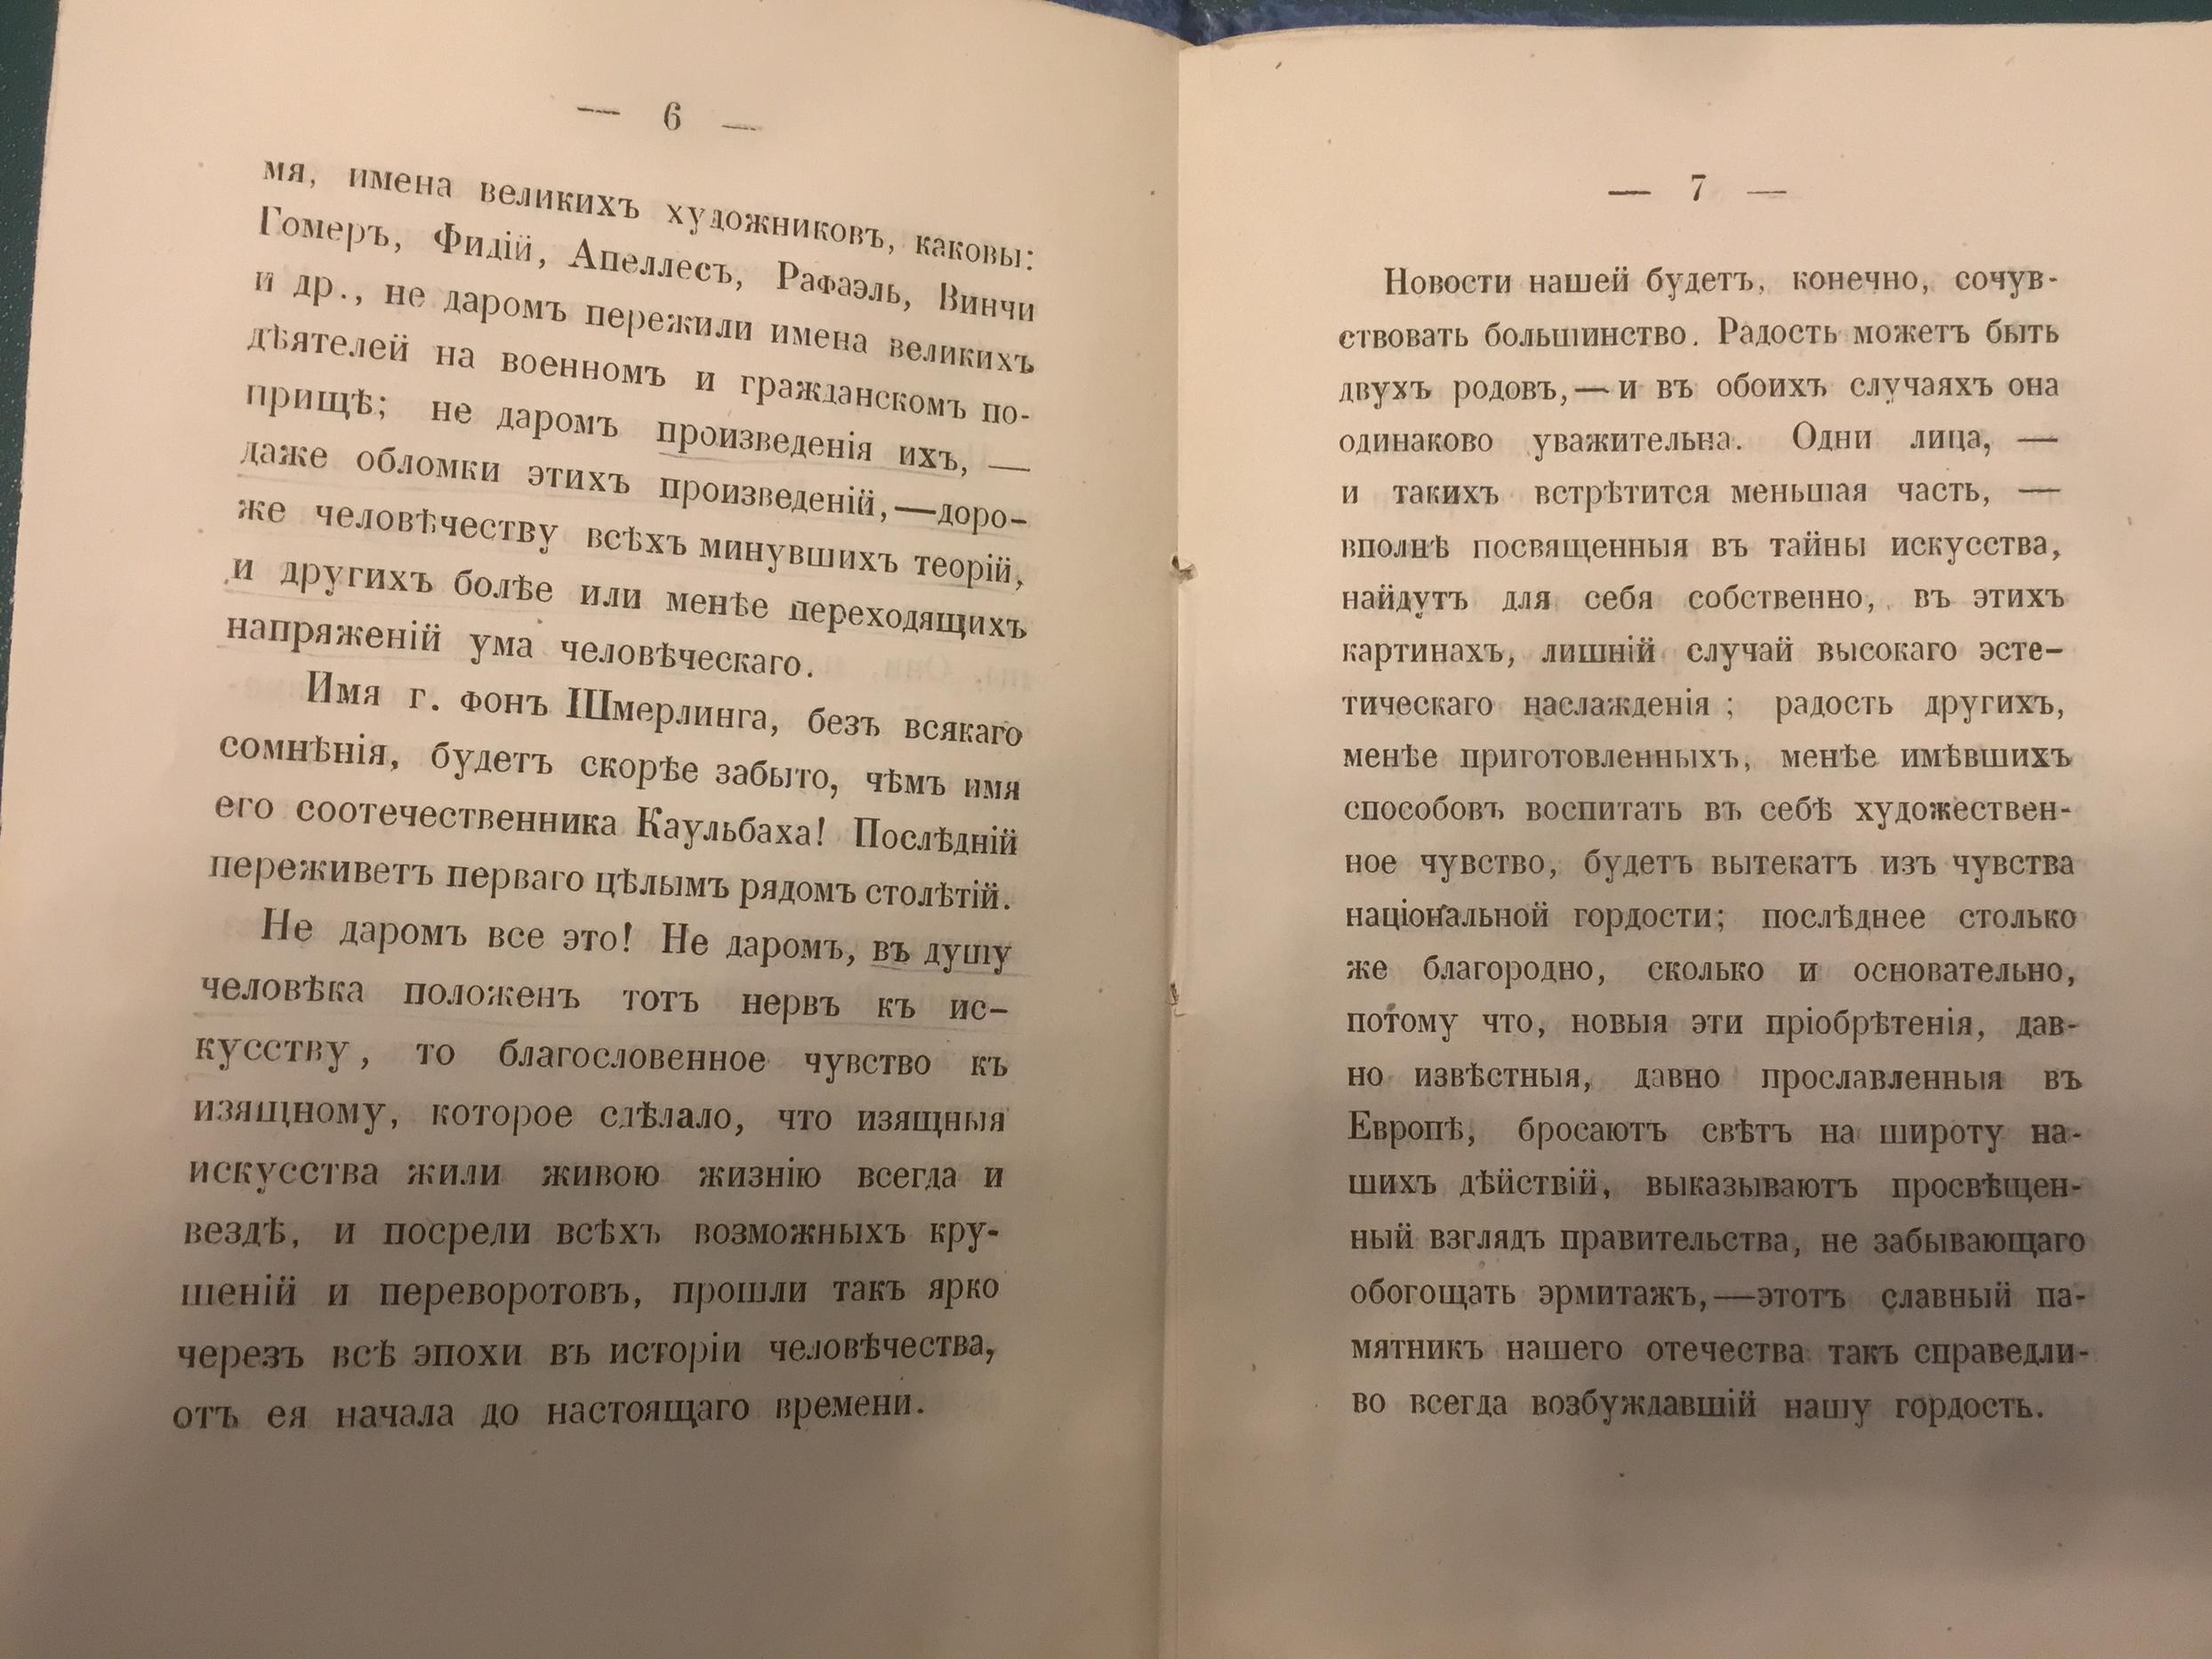 — 6 —
мя, имена великихъ художниковъ, каковы:
Гомеръ, Фидій, Апеллесъ, Рафаэль, Винчи
и др., не даромъ пережили имена великихъ
дѣятелей на военномъ и гражданскомъ по-
прищѣ; не даромъ произведенія ихъ, —
даже обломки этихъ произведеній,—доро-
же человѣчеству всѣхъ минувшихъ теорій,
и другихъ болѣе или менѣе переходящихъ
напряженій ума человѣческаго.
Имя г. фонъ Шмерлинга, безъ всякаго
сомнѣнія, будетъ скорѣе забыто, чѣмъ имя
его соотечественника Каульбаха! Послѣдній
переживетъ перваго цѣлымъ рядомъ столѣтій.
Не даромъ все это! Не даромъ, въ душу
человѣка положенъ тотъ нервъ къ ис-
кусству, то благословенное чувство къ
изящному, которое сдѣлало, что изящныя
искусства жили живою жизнію всегда и
вездѣ, и посреди всѣхъ возможныхъ кру-
шеній и переворотовъ, прошли такъ ярко
черезъ всѣ эпохи въ исторіи человѣчества,
отъ ея начала до настоящаго времени.
— 7 —
Новости нашей будетъ, конечно, сочув-
ствовать большинство. Радость можетъ быть
двухъ родовъ,—и въ обоихъ случаяхъ она
одинаково уважительна. Одни лица, —
и такихъ встрѣтится меньшая часть, —
вполнѣ посвященныя въ тайны искусства,
найдутъ для себя собственно, въ этихъ
картинахъ, лишній случай высокаго эсте-
тическаго наслажденія; радость другихъ,
менѣе приготовленныхъ, менѣе имѣвшихъ
способовъ воспитать въ себѣ художествен-
ное чувство, будетъ вытекать изъ чувства
національной гордости; послѣднее столько
же благородно, сколько и основательно,
потому что, новыя эти пріобрѣтенія, дав-
но извѣстныя, давно прославленныя въ
Европѣ, бросаютъ свѣтъ на широту на-
шихъ дѣйствій, выказываютъ просвѣщен-
ный взглядъ правительства, не забывающаго
обогощать эрмитажъ,—этотъ славный па-
мятникъ нашего отечества такъ справедли-
во всегда возбуждавшій нашу гордость.